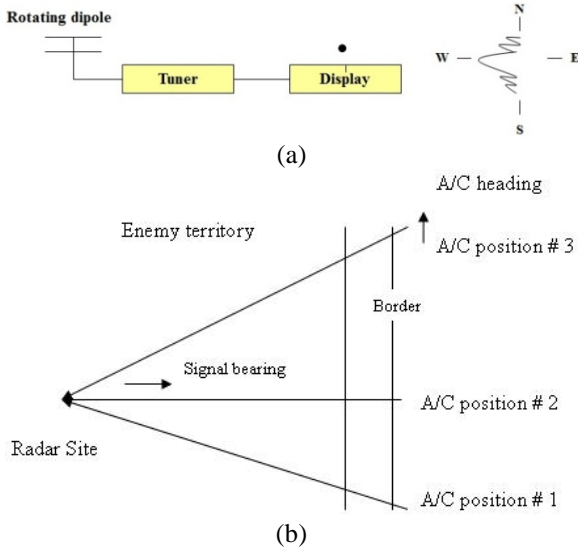 Rotating dipole
Tuner
Display
N
W
E
S
(a)
A/C heading
Enemy territory
A/C position # 3
Border
Signal bearing
A/C position # 2
Radar Site
A/C position # 1
(b)